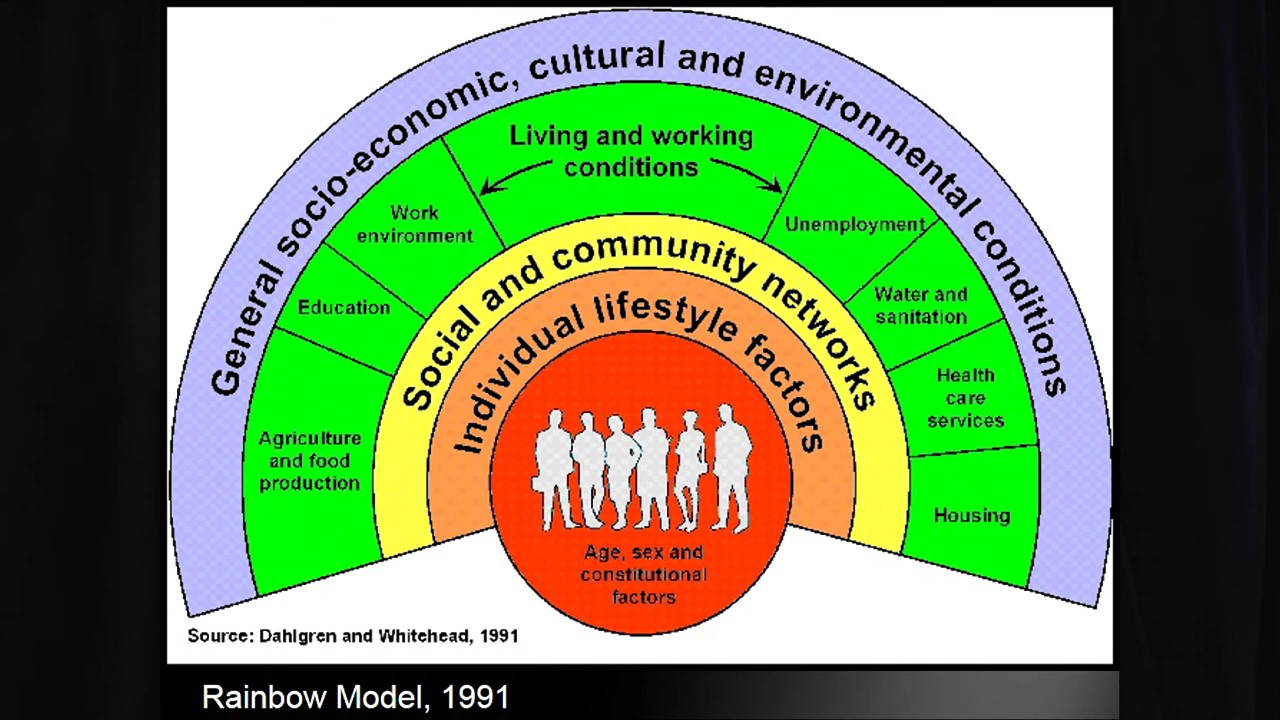 General socio-economic, cultural and environmental conditions
Living and working
conditions
Work
environment
Unemployment
Education
Water and
sanitation
Agriculture
and food
production
Health
care
services
Housing
Social and community networks
Individual lifestyle factors
Age, sex and
constitutional
factors
Source: Dahlgren and Whitehead, 1991
Rainbow Model, 1991